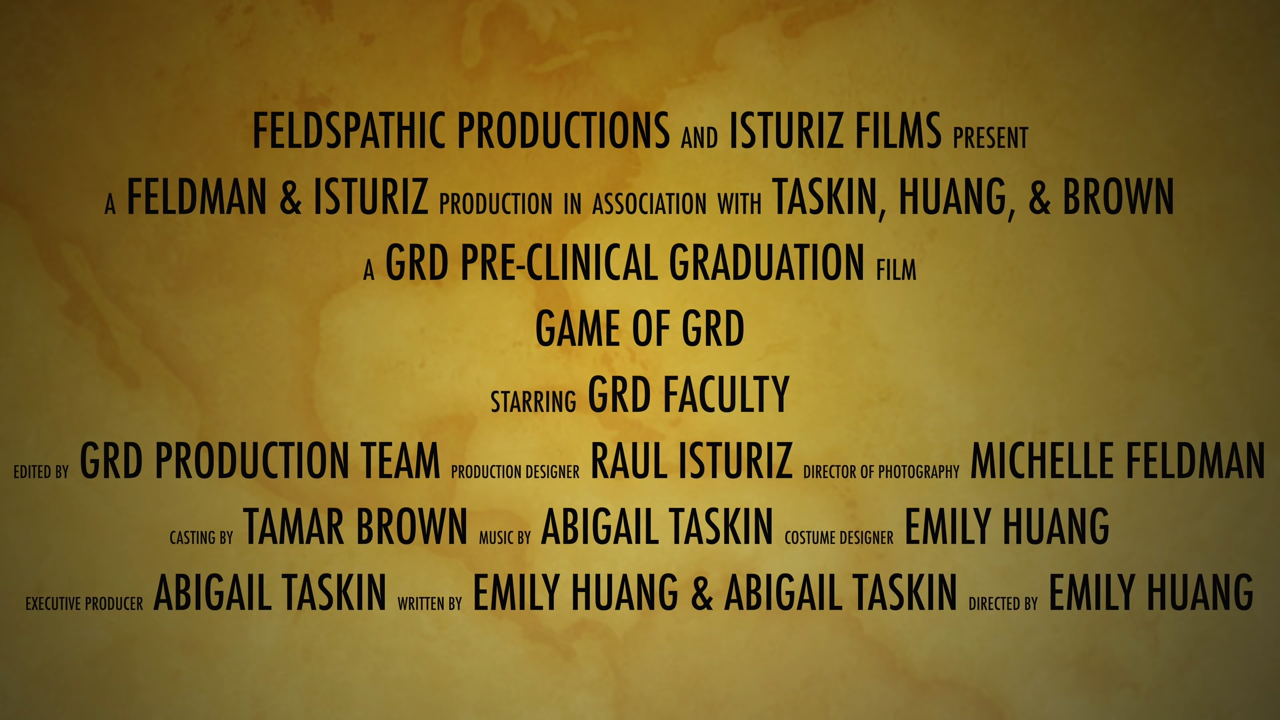 FELDSPATHIC PRODUCTIONS AND ISTURIZ FILMS PRESENT
A FELDMAN & ISTURIZ PRODUCTION IN ASSOCIATION WITH TASKIN, HUANG, & BROWN
A GRD PRE-CLINICAL GRADUATION FILM
GAME OF GRD
STARRING GRD FACULTY
EDITED BY GRD PRODUCTION TEAM PRODUCTION DESIGNER RAUL ISTURIZ DIRECTOR OF PHOTOGRAPHY MICHELLE FELDMAN
CASTING BY TAMAR BROWN MUSIC BY ABIGAIL TASKIN COSTUME DESIGNER EMILY HUANG
EXECUTIVE PRODUCER ABIGAIL TASKIN WRITTEN BY EMILY HUANG & ABIGAIL TASKIN DIRECTED BY EMILY HUANG